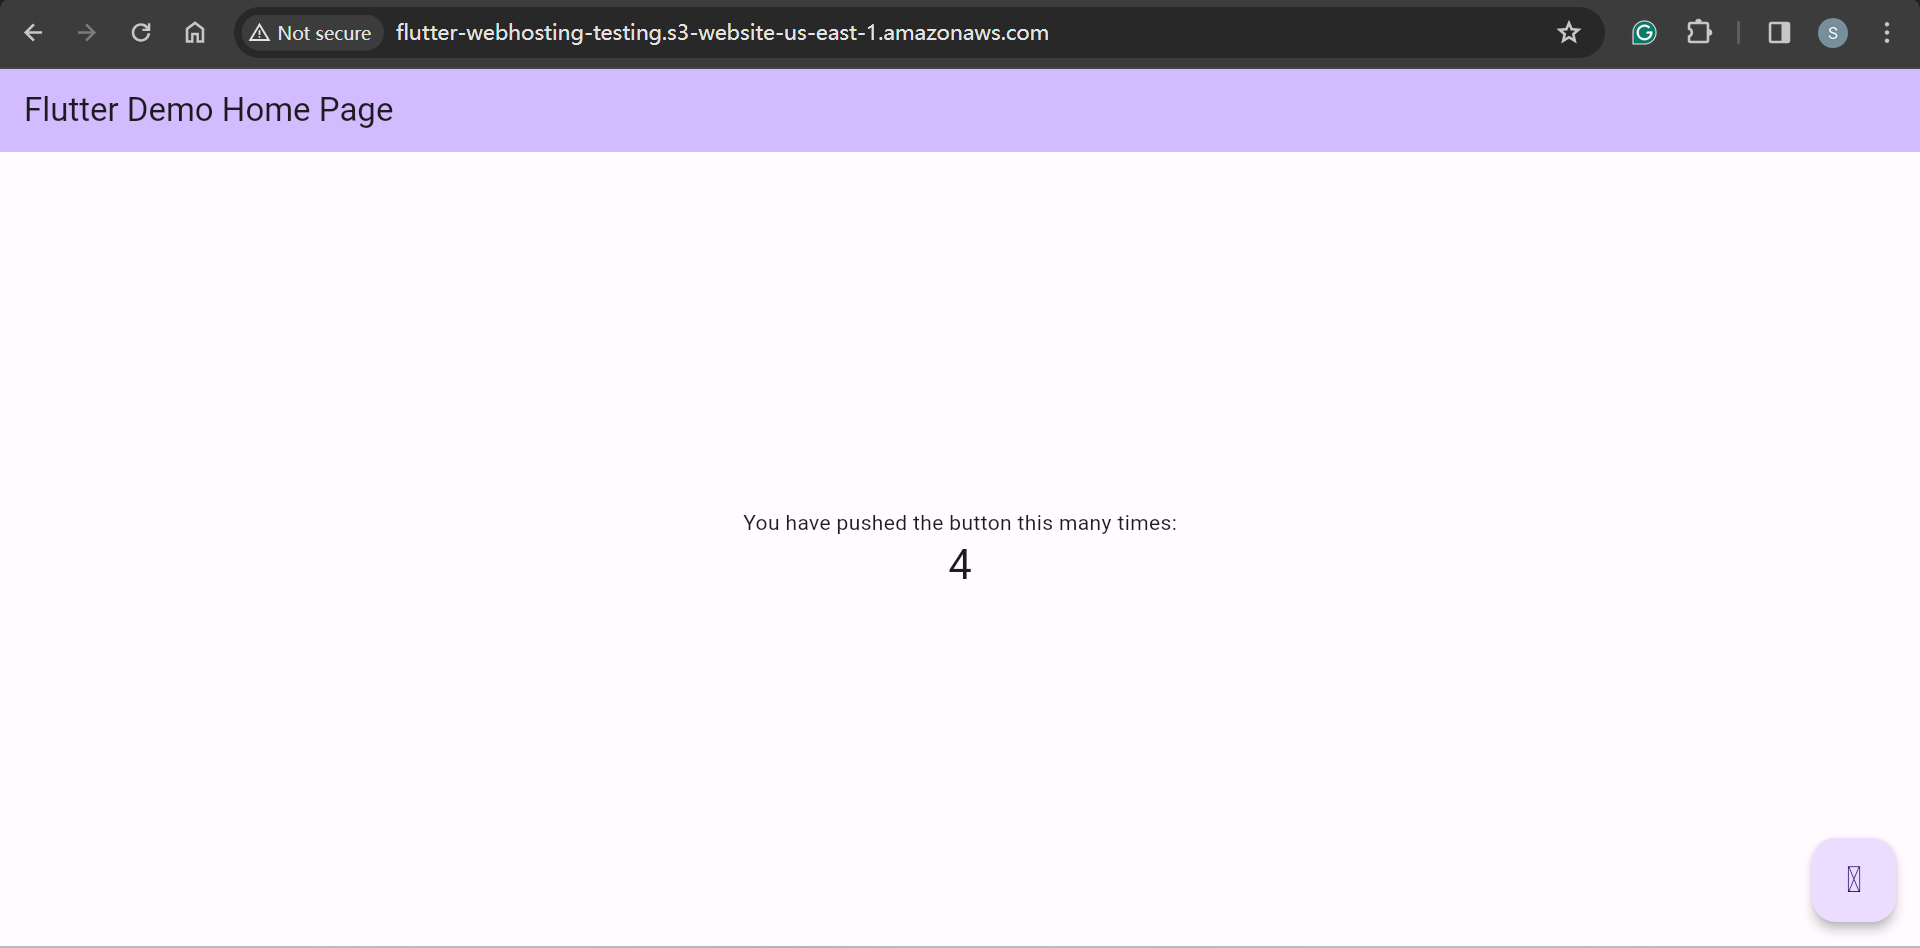 Not secure
flutter-webhosting-testing.s3-website-us-east-1.amazonaws.com
S
Flutter Demo Home Page
You have pushed the button this many times:
4